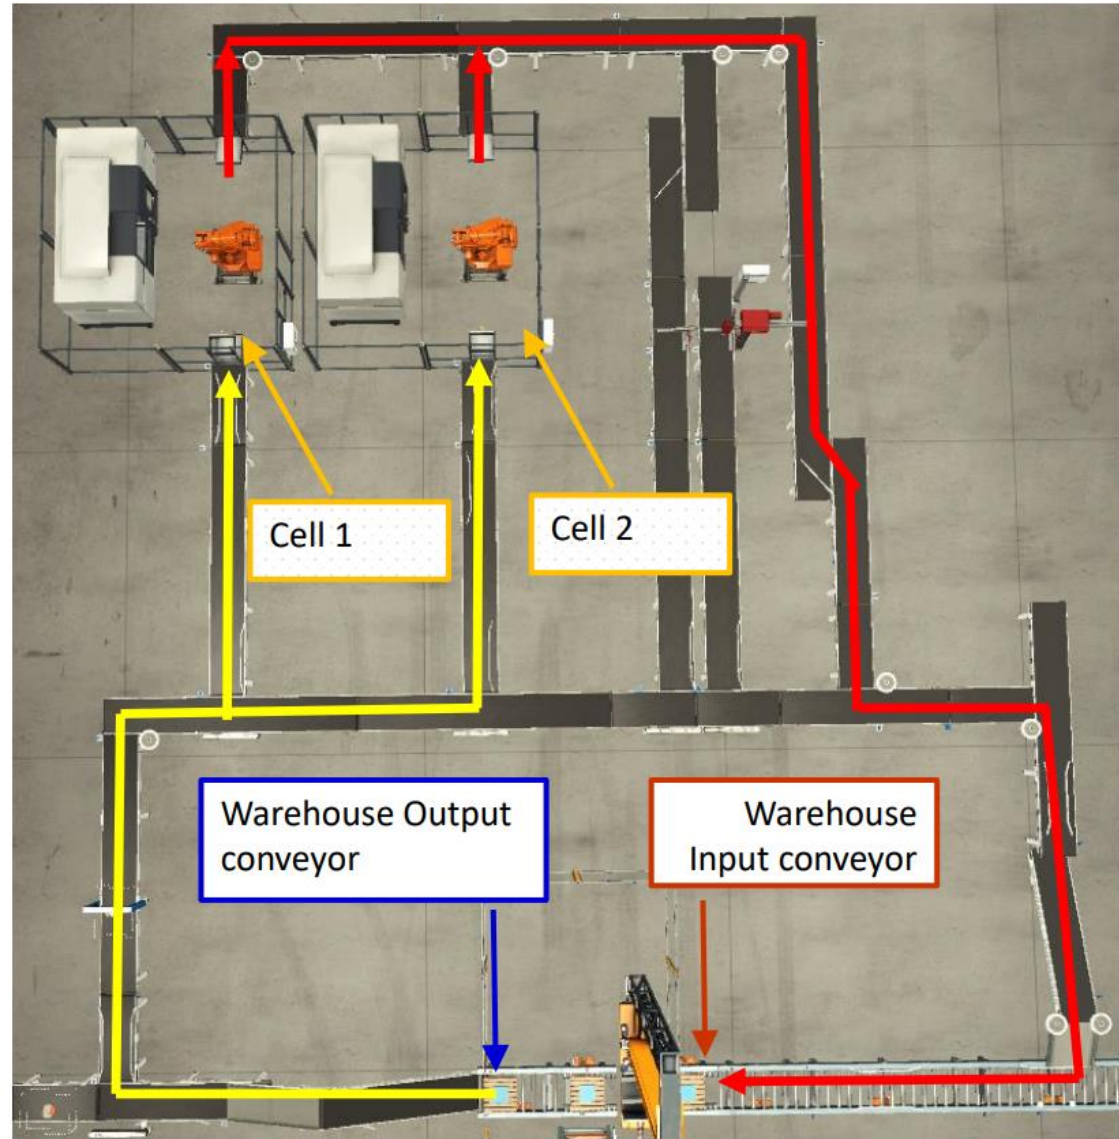 Cell 1
Cell 2
Warehouse Output
conveyor
Warehouse
Input conveyor